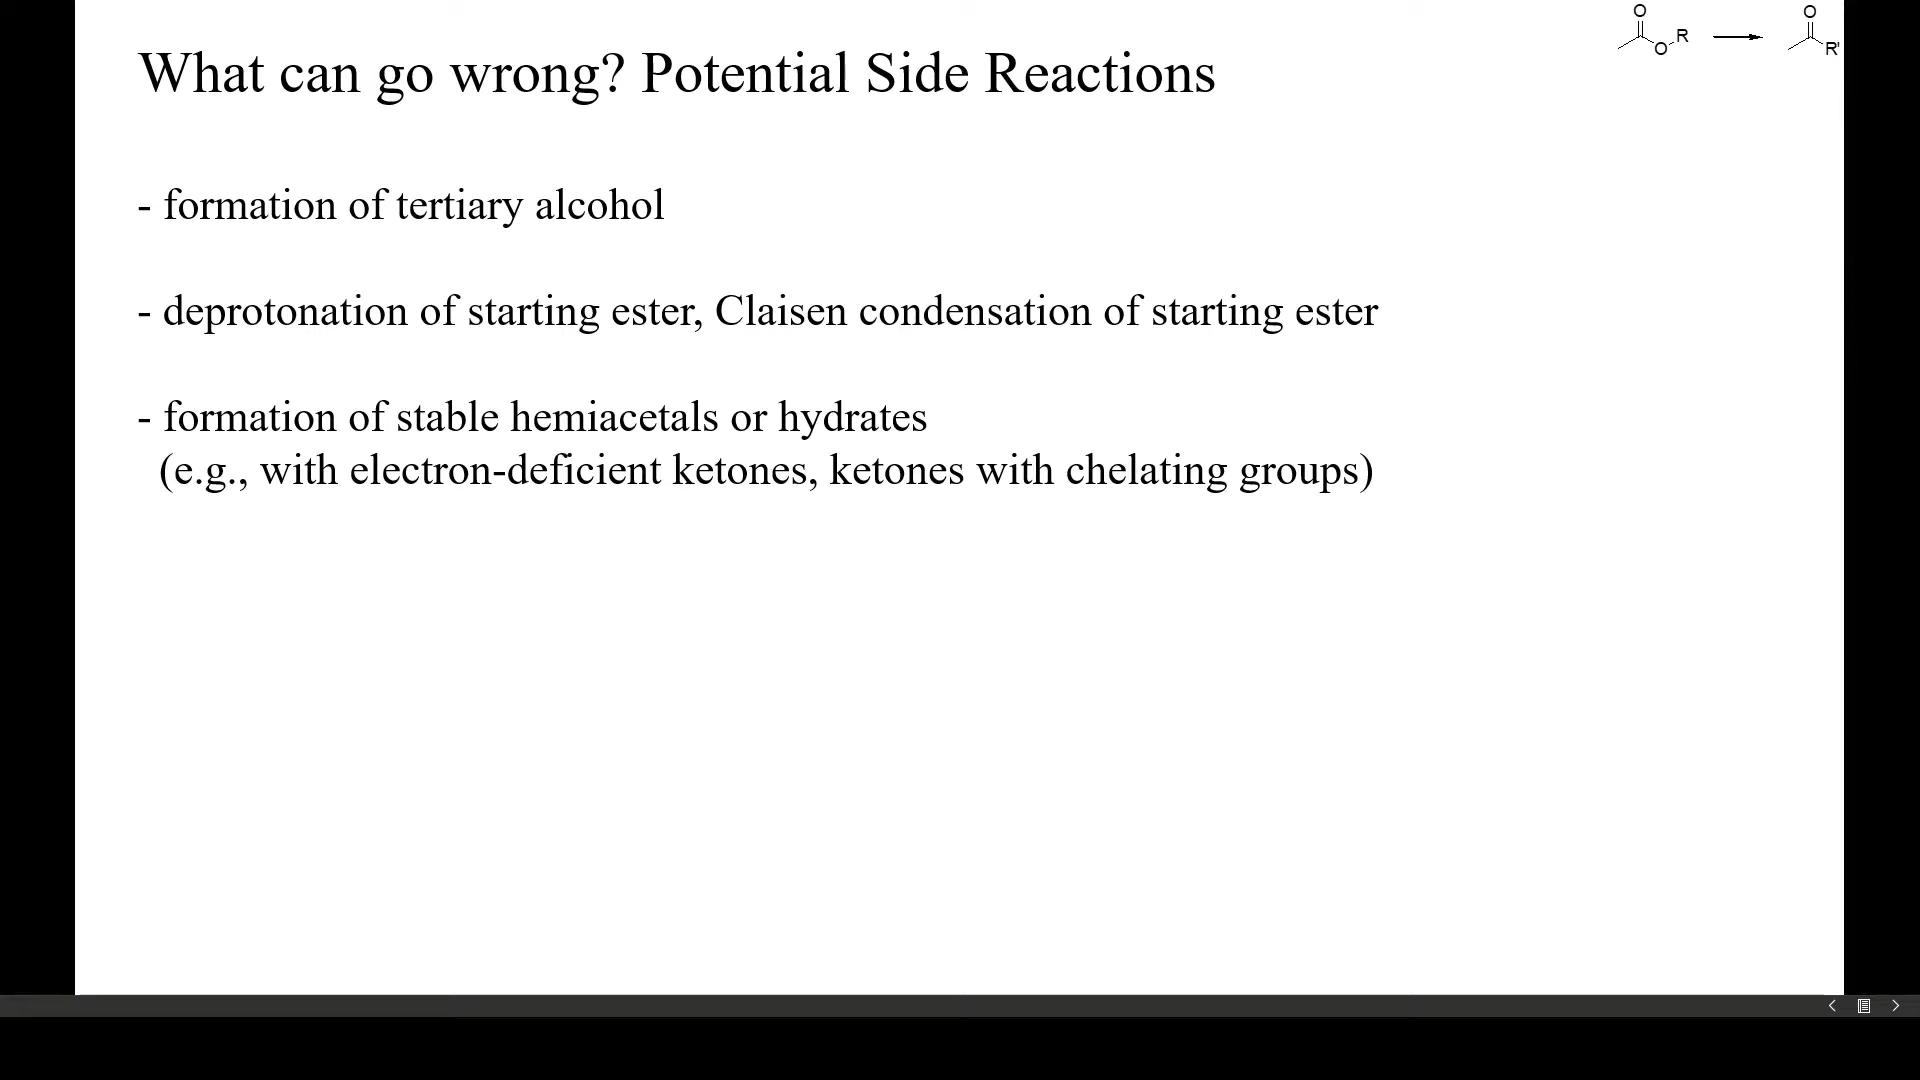 What can go wrong? Potential Side Reactions
O
O
R
O
R'
- formation of tertiary alcohol
- deprotonation of starting ester, Claisen condensation of starting ester
- formation of stable hemiacetals or hydrates
(e.g., with electron-deficient ketones, ketones with chelating groups)